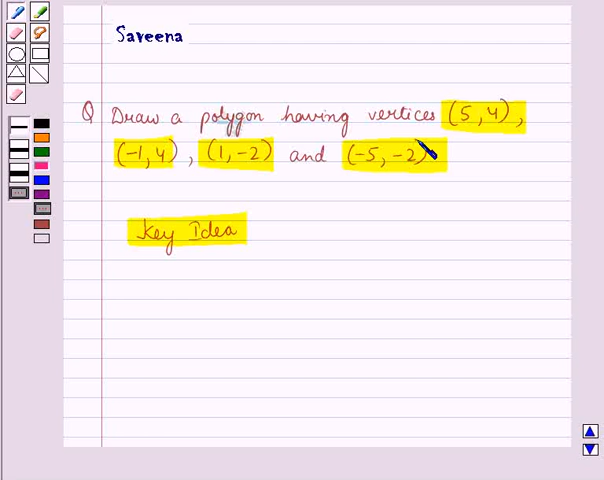 Saveena
Q Draw a polygon having vertices (5, 4),
(-1, 4), (1, -2) and (-5, -2)
Key Idea